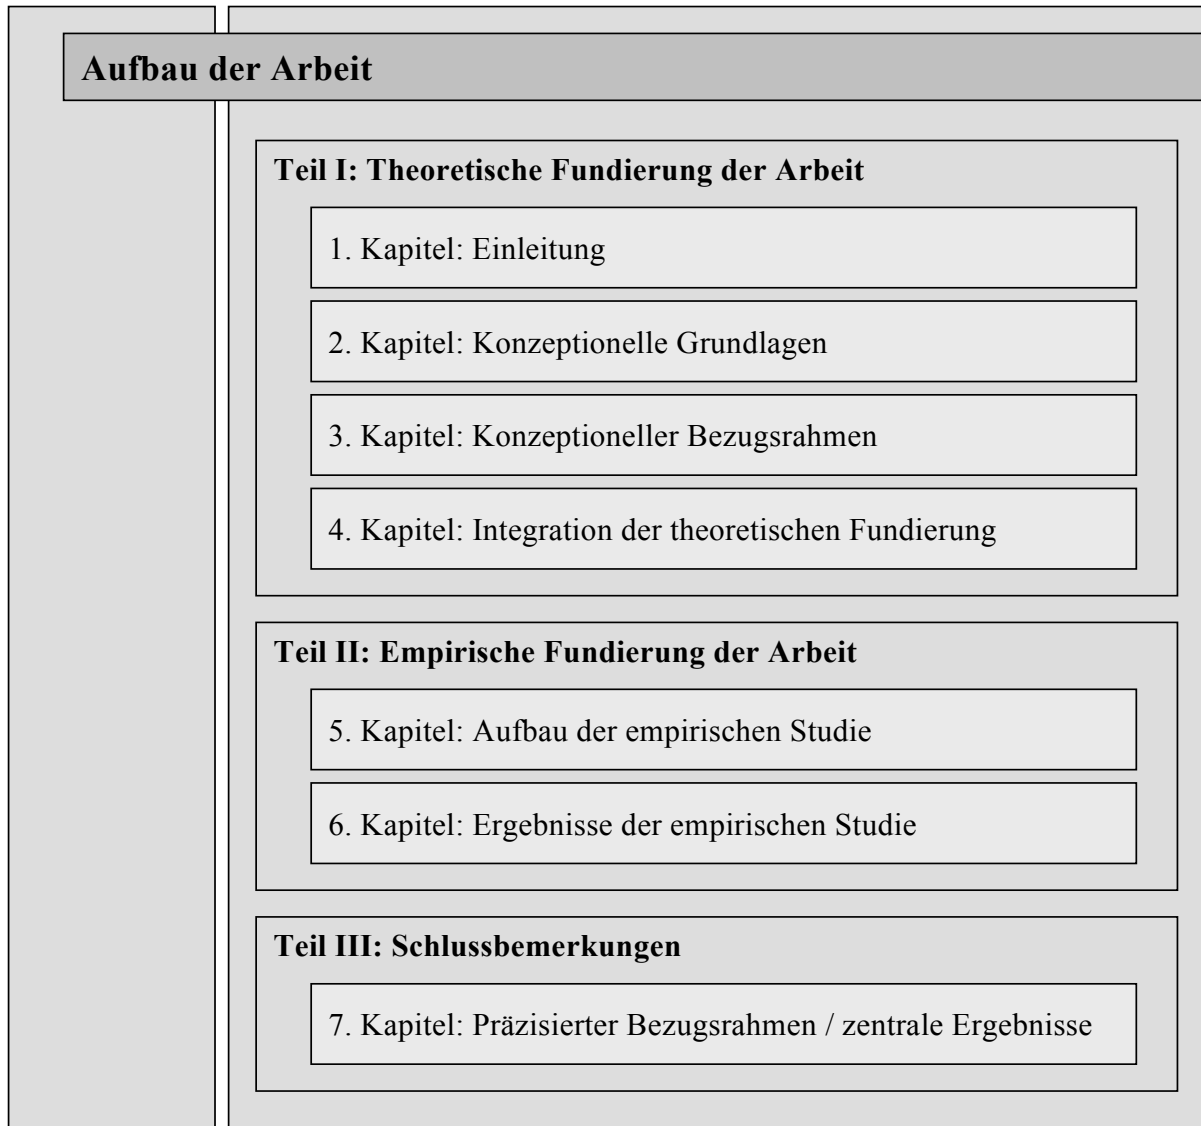 Aufbau der Arbeit
Teil I: Theoretische Fundierung der Arbeit
1. Kapitel: Einleitung
2. Kapitel: Konzeptionelle Grundlagen
3. Kapitel: Konzeptioneller Bezugsrahmen
4. Kapitel: Integration der theoretischen Fundierung
Teil II: Empirische Fundierung der Arbeit
5. Kapitel: Aufbau der empirischen Studie
6. Kapitel: Ergebnisse der empirischen Studie
Teil III: Schlussbemerkungen
7. Kapitel: Präzisierter Bezugsrahmen / zentrale Ergebnisse